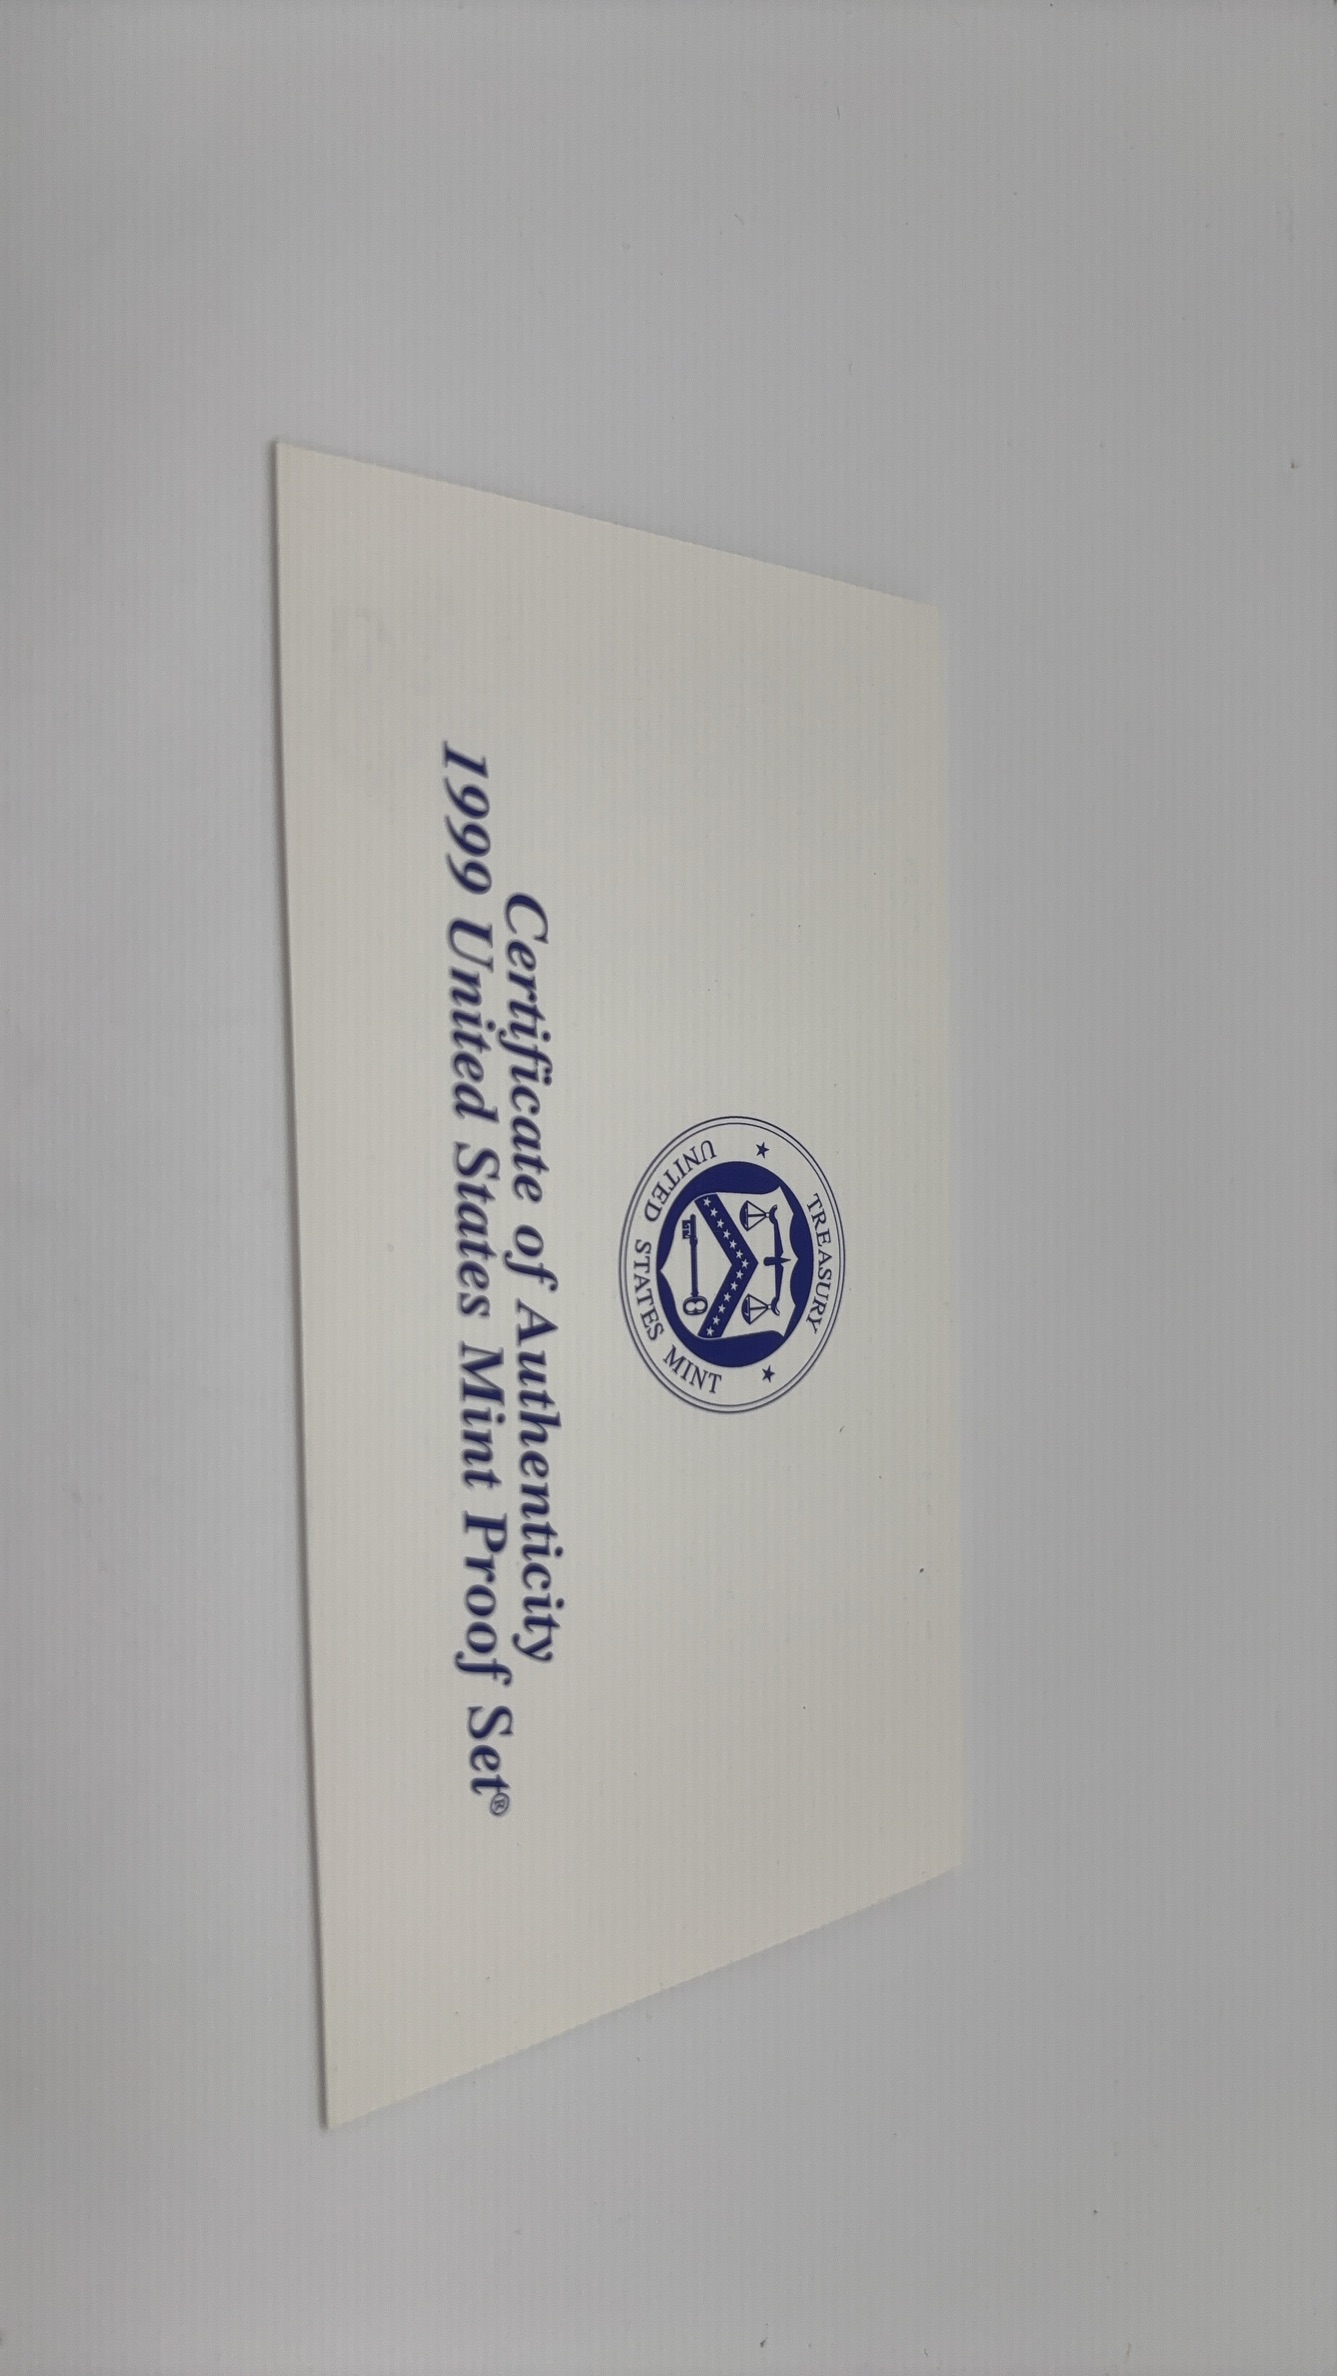 TREASURY
UNITED STATES MINT
Certificate of Authenticity
1999 United States Mint Proof Set®